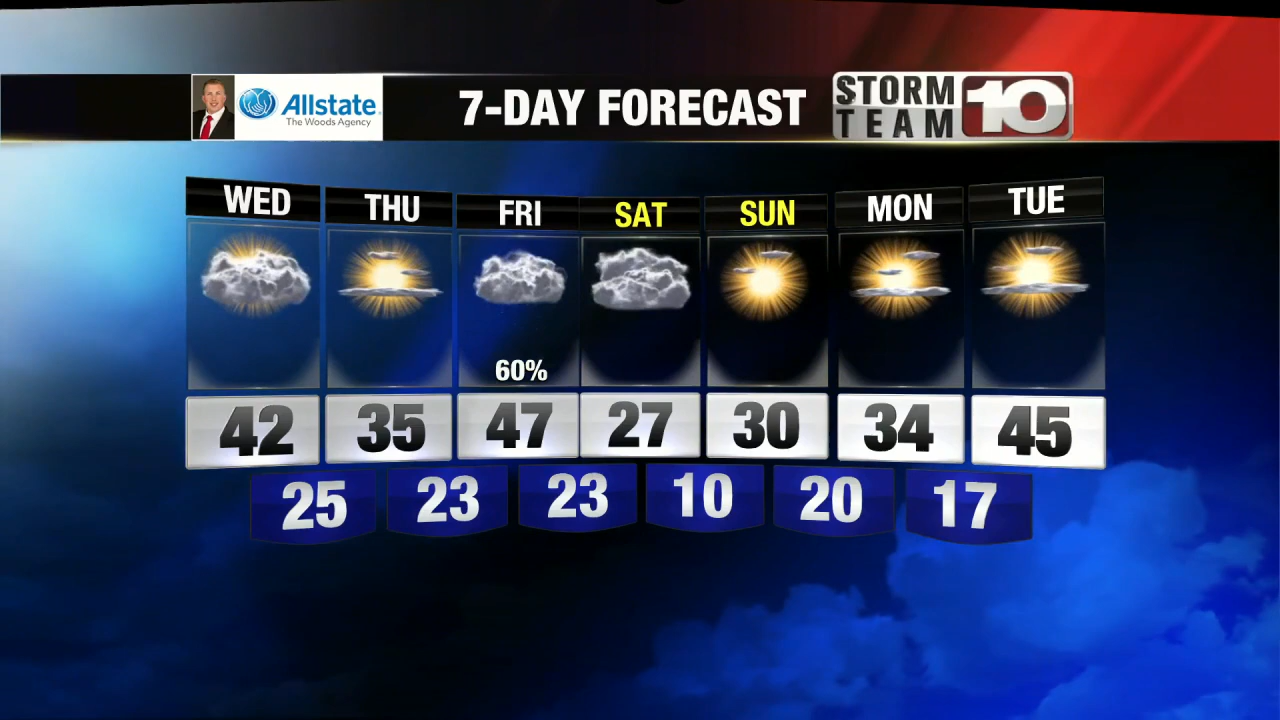 Allstate.
The Woods Agency
7-DAY FORECAST
STORM
TEAM
10
WED THU FRI SAT SUN MON TUE
60%
42 35 47 27 30 34 45
25 23 23 10 20 17